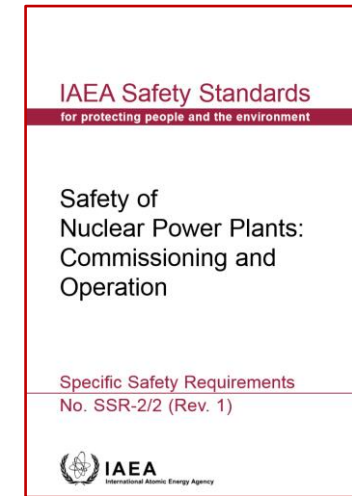 IAEA Safety Standards
for protecting people and the environment
Safety of
Nuclear Power Plants:
Commissioning and
Operation
Specific Safety Requirements
No. SSR-2/2 (Rev. 1)
IAEA
International Atomic Energy Agency